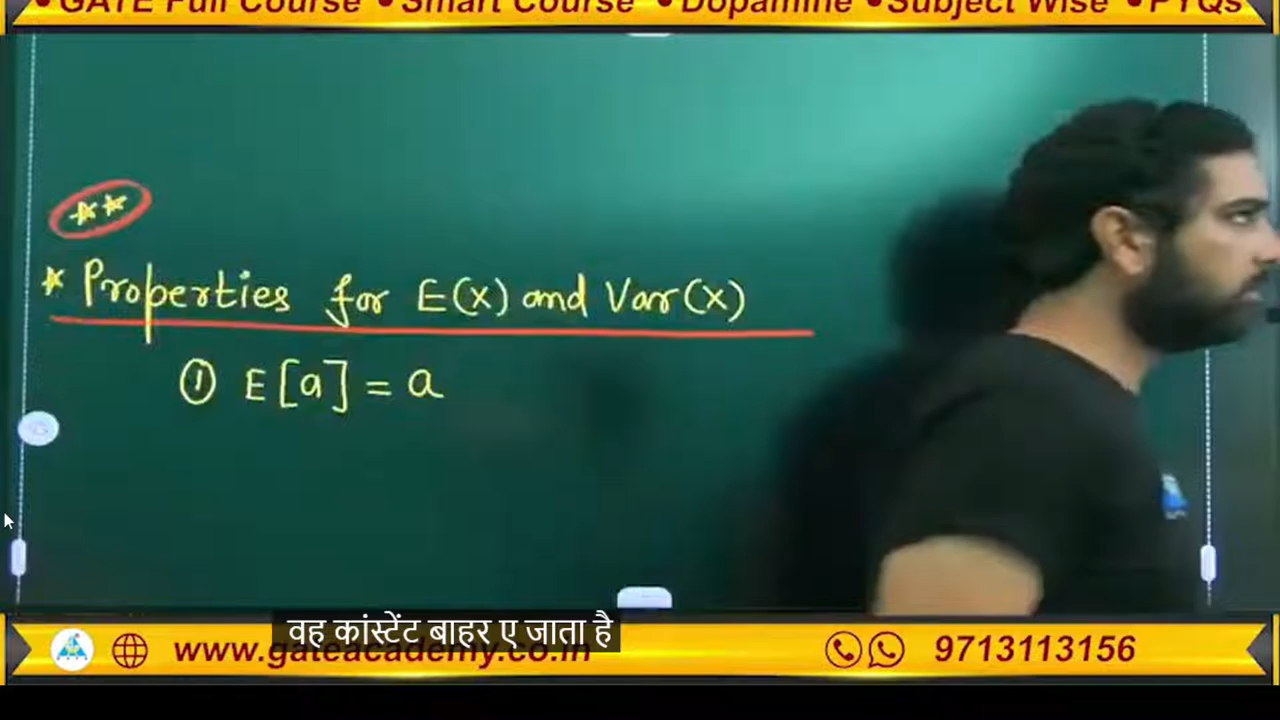 •GATE Full Course •Smart Course •Dopamine •Subject Wise •PYQs
**
* Properties for E(X) and Var(X)
① E[a] = a
वह कांस्टेंट बाहर ए जाता है
www.gateacademy.co.in 9713113156